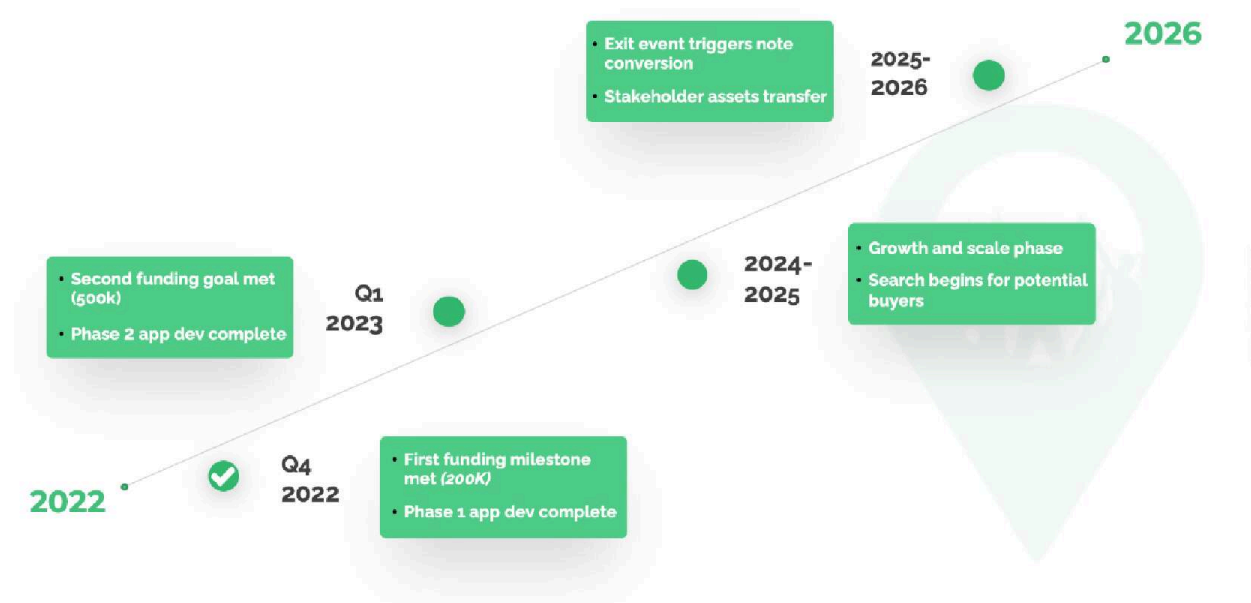 2026
• Exit event triggers note
conversion
• Stakeholder assets transfer
2025-
2026
2024-
2025
• Growth and scale phase
• Search begins for potential
buyers
• Second funding goal met
(500k)
• Phase 2 app dev complete
Q1
2023
2022
Q4
2022
• First funding milestone
met (200K)
• Phase 1 app dev complete